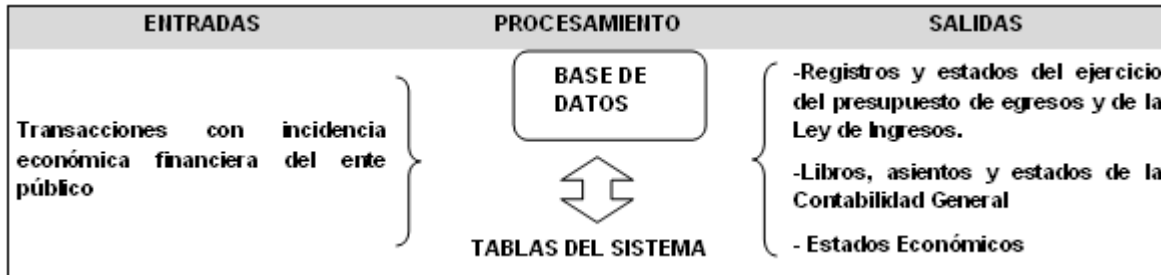 ENTRADAS
PROCESAMIENTO
SALIDAS
Transacciones con incidencia
económica financiera del ente
público
BASE DE
DATOS
TABLAS DEL SISTEMA
-Registros y estados del ejercicio
del presupuesto de egresos y de la
Ley de Ingresos.
-Libros, asientos y estados de la
Contabilidad General
- Estados Económicos